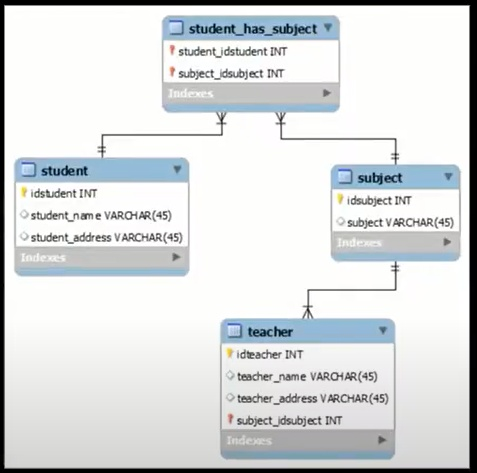 student_has_subject
student_idstudent INT
subject_idsubject INT
Indexes
student
idstudent INT
student_name VARCHAR(45)
student_address VARCHAR(45)
Indexes
subject
idsubject INT
subject VARCHAR(45)
Indexes
teacher
idteacher INT
teacher_name VARCHAR(45)
teacher_address VARCHAR(45)
subject_idsubject INT
Indexes